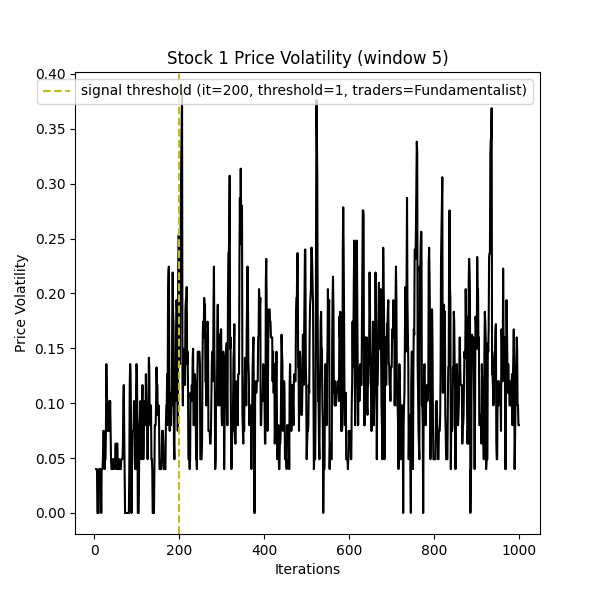 Stock 1 Price Volatility (window 5)
signal threshold (it=200, threshold=1, traders=Fundamentalist)
0.40
0.35
0.30
0.25
0.20
0.15
0.10
0.05
0.00
Price Volatility
0 200 400 600 800 1000
Iterations